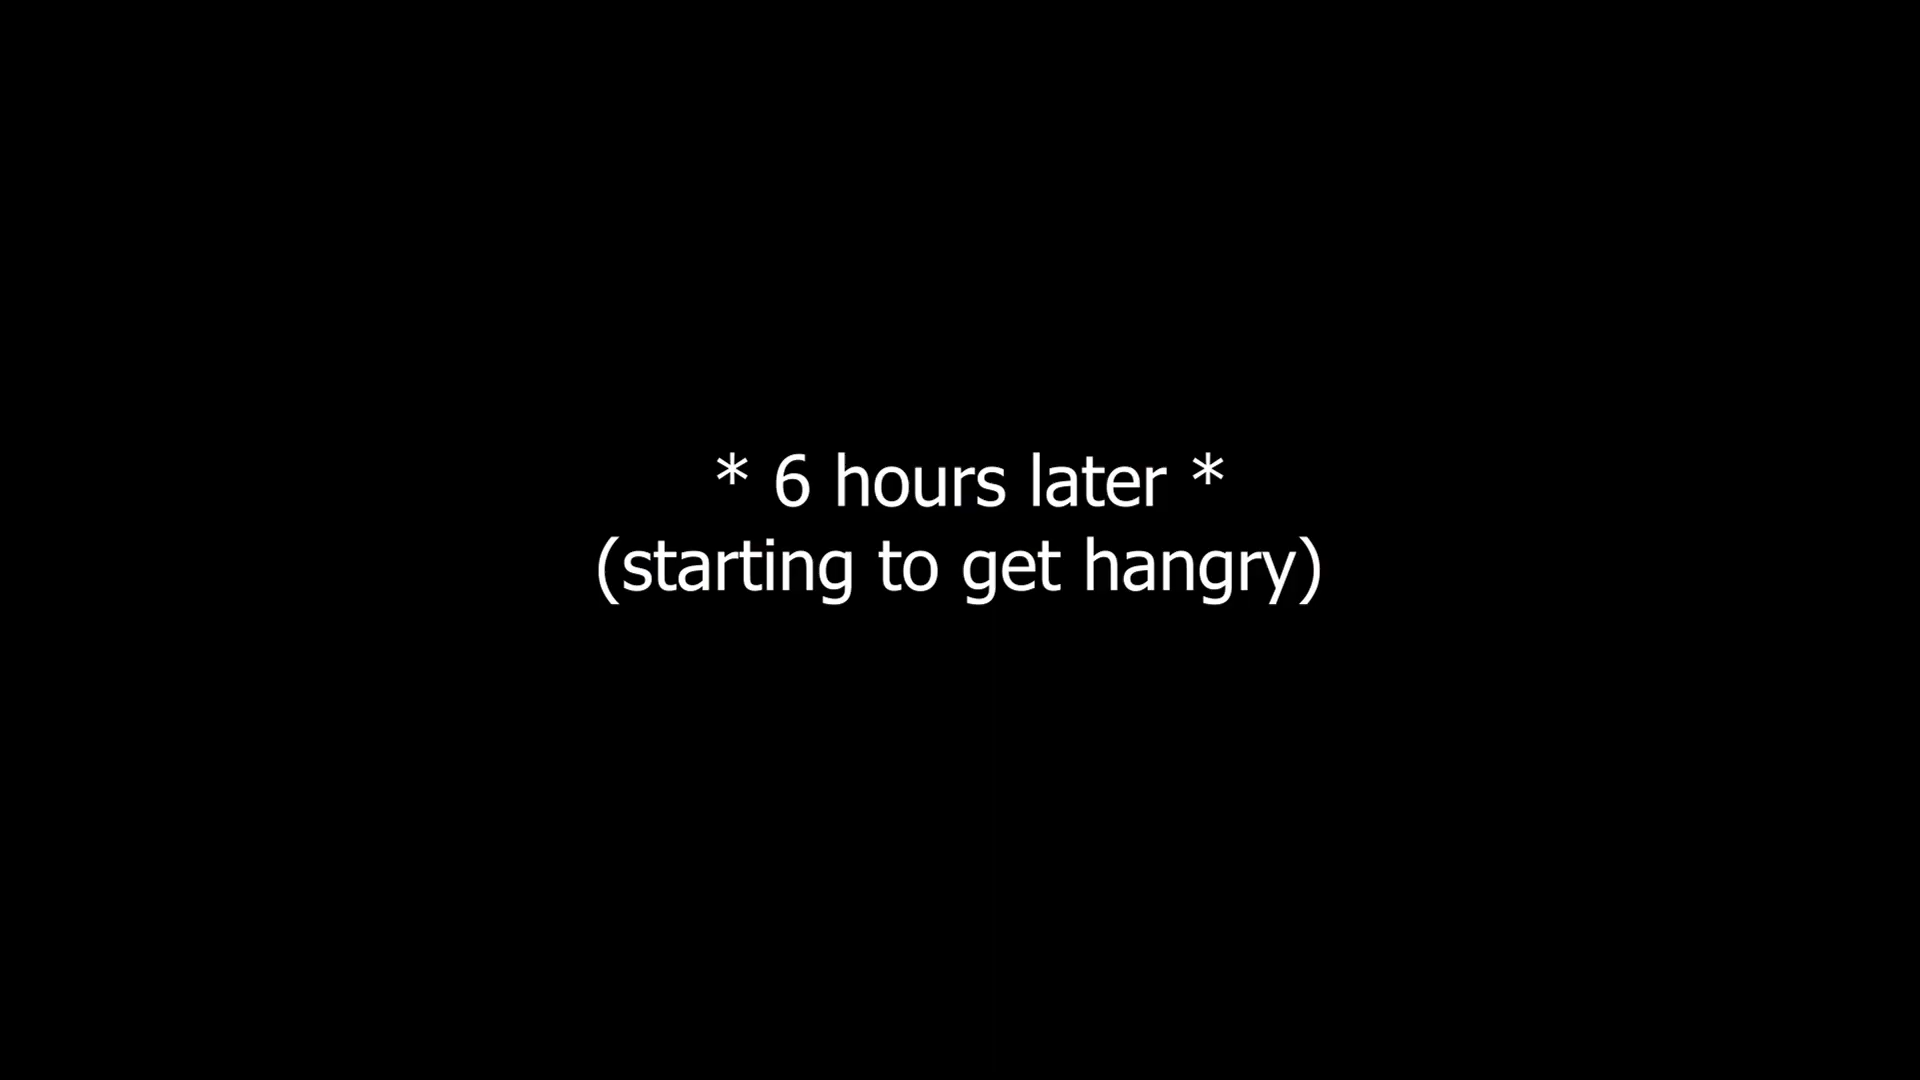 * 6 hours later *
(starting to get hangry)